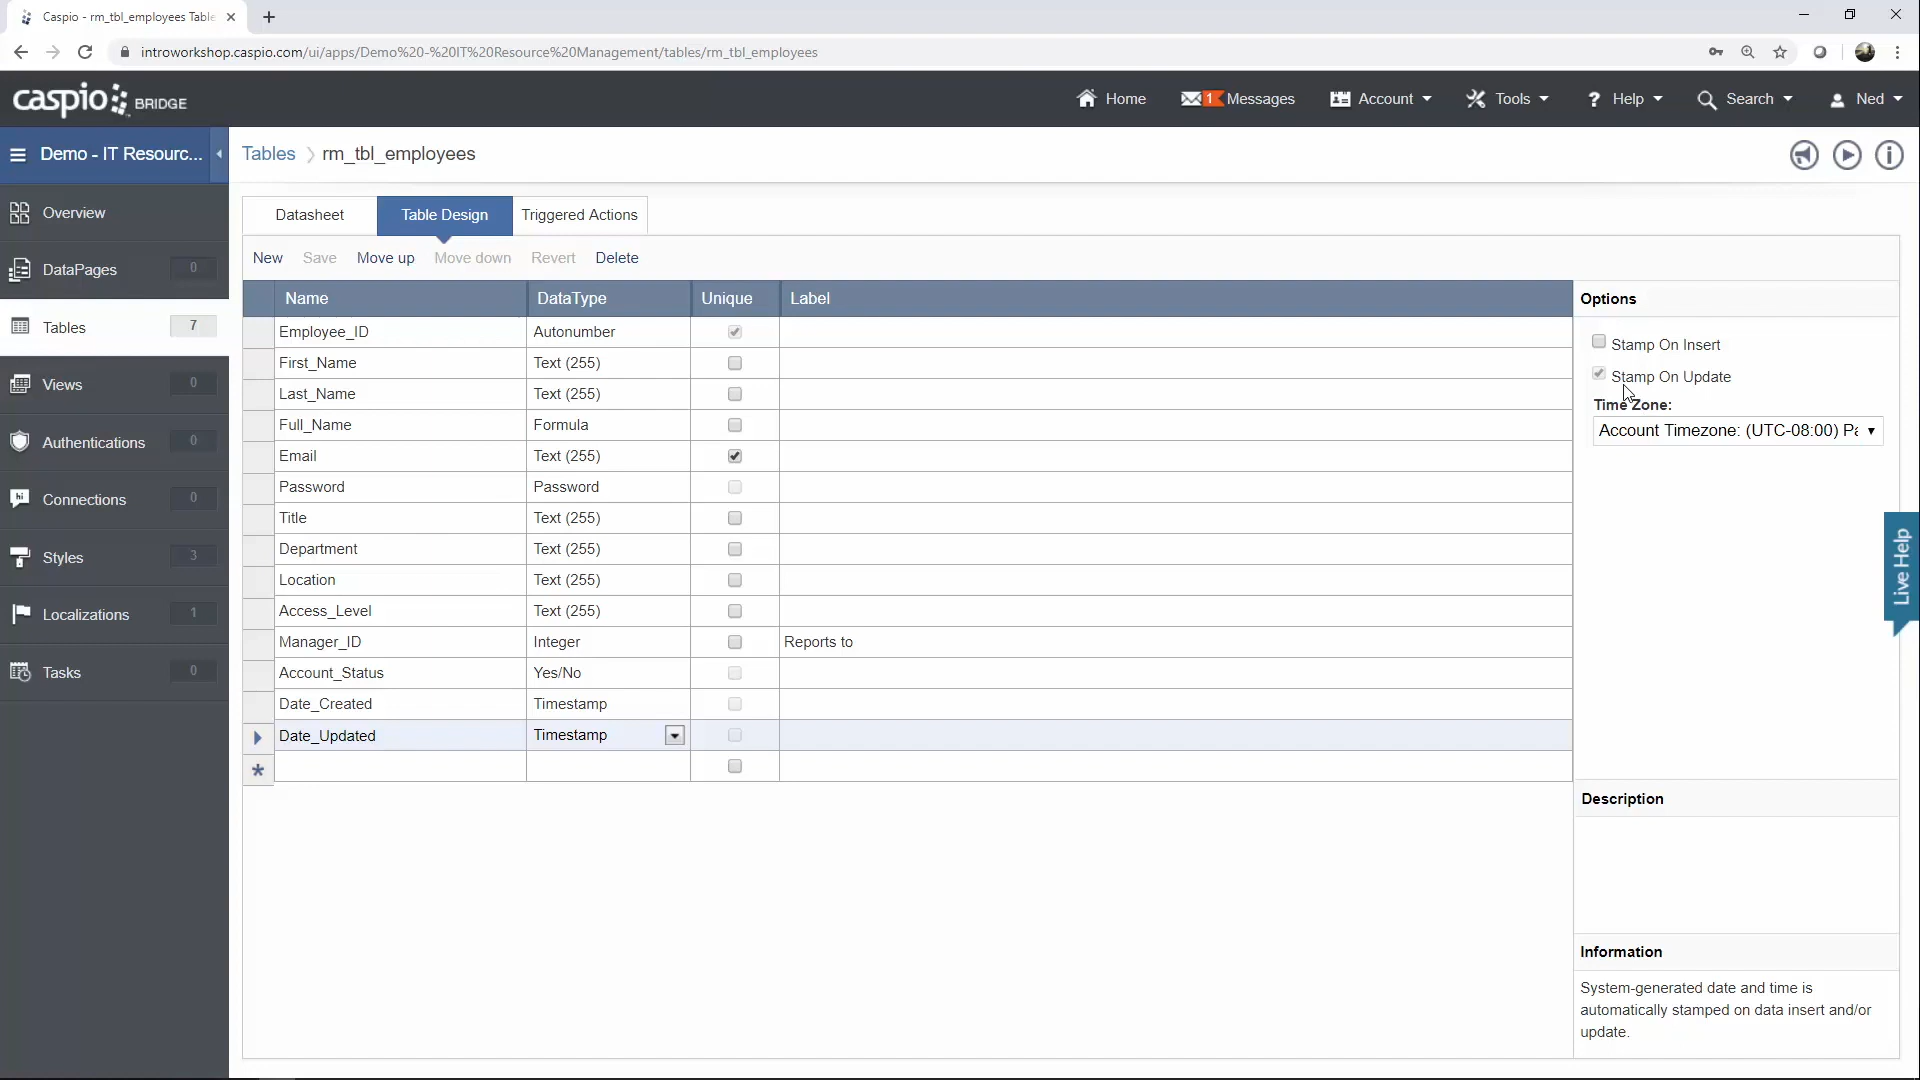 Caspio - rm_tbl_employees Table
introworkshop.caspio.com/ui/apps/Demo%20-%20IT%20Resource%20Management/tables/rm_tbl_employees
caspio BRIDGE
Home
1
Messages
Account
Tools
? Help
Search
Ned
Demo - IT Resourc...
Tables
rm_tbl_employees
Overview
DataPages 0
Tables 7
Views 0
Authentications 0
Connections 0
Styles 3
Localizations 1
Tasks 0
Datasheet
Table Design
Triggered Actions
New
Save
Move up
Move down
Revert
Delete
Name DataType Unique Label
Employee_ID Autonumber
First_Name Text (255)
Last_Name Text (255)
Full_Name Formula
Email Text (255)
Password Password
Title Text (255)
Department Text (255)
Location Text (255)
Access_Level Text (255)
Manager_ID Integer Reports to
Account_Status Yes/No
Date_Created Timestamp
Date_Updated Timestamp
*
Options
Stamp On Insert
Stamp On Update
Time Zone:
Account Timezone: (UTC-08:00) Pa
Live Help
Description
Information
System-generated date and time is
automatically stamped on data insert and/or
update.